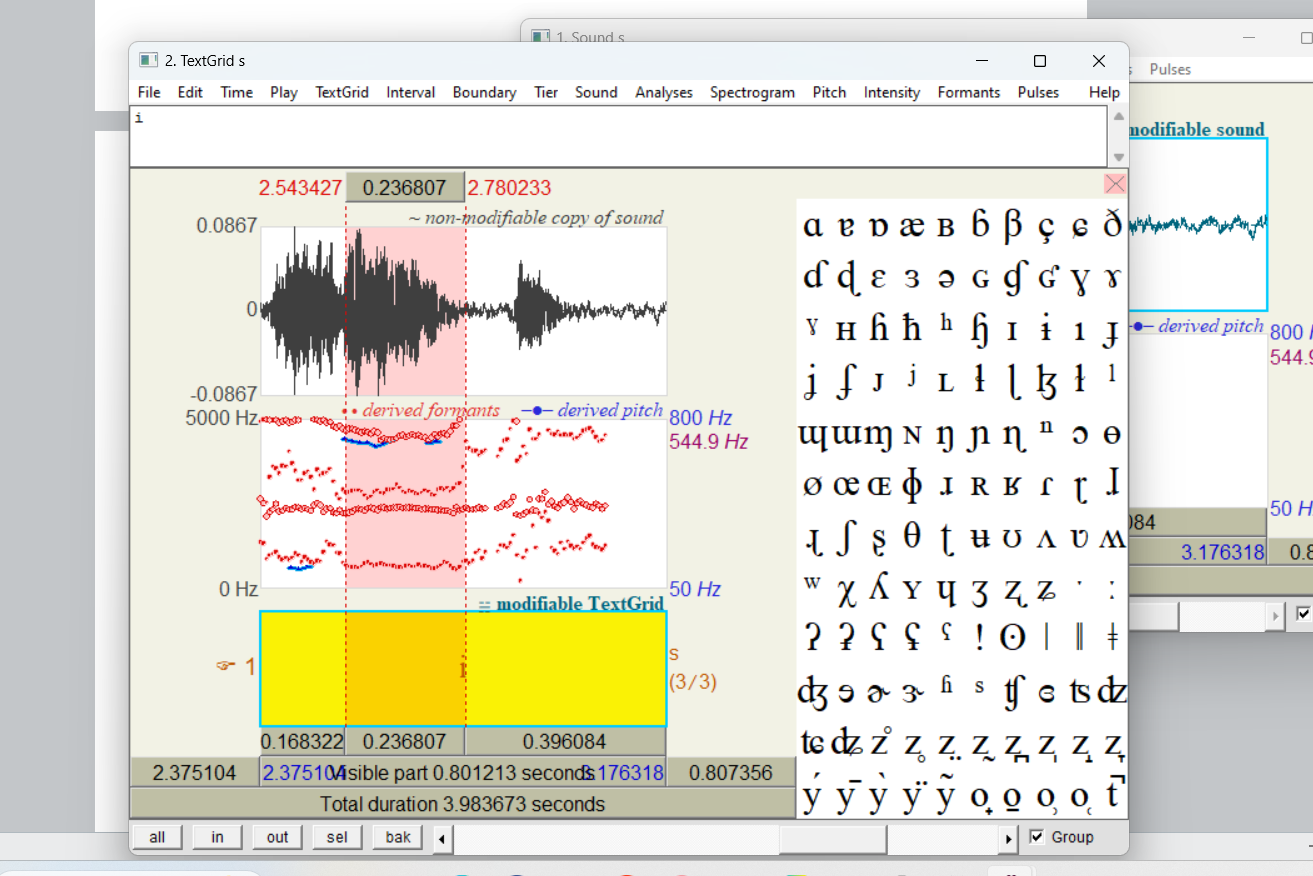 1. Sound s
2. TextGrid s
Pulses
File Edit Time Play TextGrid Interval Boundary Tier Sound Analyses Spectrogram Pitch Intensity Formants Pulses Help
i
modifiable sound
2.543427 0.236807 2.780233
~ non-modifiable copy of sound
0.0867
0
-0.0867
•• derived formants –●– derived pitch
5000 Hz
800 Hz
544.9 Hz
0 Hz
50 Hz
–●– derived pitch
800 H
544.9
50 H
084
3.176318 0.8
modifiable TextGrid
☞ 1
i
s
(3/3)
0.168322 0.236807 0.396084
2.375104 2.375104 Visible part 0.801213 seconds 3.176318 0.807356
Total duration 3.983673 seconds
all in out sel bak Group
ɑ ɐ ɒ æ ʙ ɓ β ç ɕ ð
ɗ ɖ ɛ ɜ ə ɢ ɠ ʛ ɣ ɤ
ˠ ʜ ɦ ħ ʰ ɧ ɪ ɨ ı ɟ
ʝ ʄ ᴊ ʲ ʟ ɬ ɭ ɮ ɫ ˡ
ɰ ɯ ɱ ɴ ŋ ɲ ɳ ⁿ ɔ ɵ
ø œ ɶ ɸ ɹ ʀ ʁ ɾ ɽ ɺ
ɻ ʃ ʂ θ ʈ ʉ ʊ ʌ ʋ ʍ
ʷ χ ʎ ʏ ɥ ʒ ʐ ʑ ˑ ː
ʔ ʡ ʕ ʢ ˤ ǃ ʘ ǀ ǁ ǂ